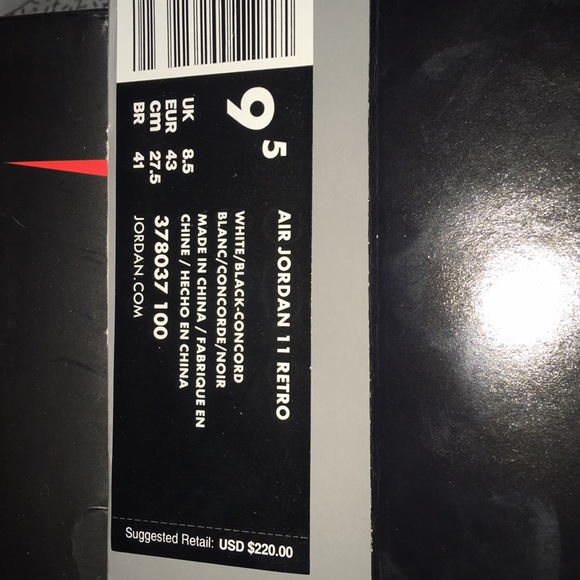 9.5
UK 8.5
EUR 43
cm 27.5
BR 41
AIR JORDAN 11 RETRO
WHITE/BLACK-CONCORD
BLANC/CONCORDE/NOIR
MADE IN CHINA / FABRIQUE EN
CHINE / HECHO EN CHINA
378037 100
JORDAN.COM
Suggested Retail: USD $220.00